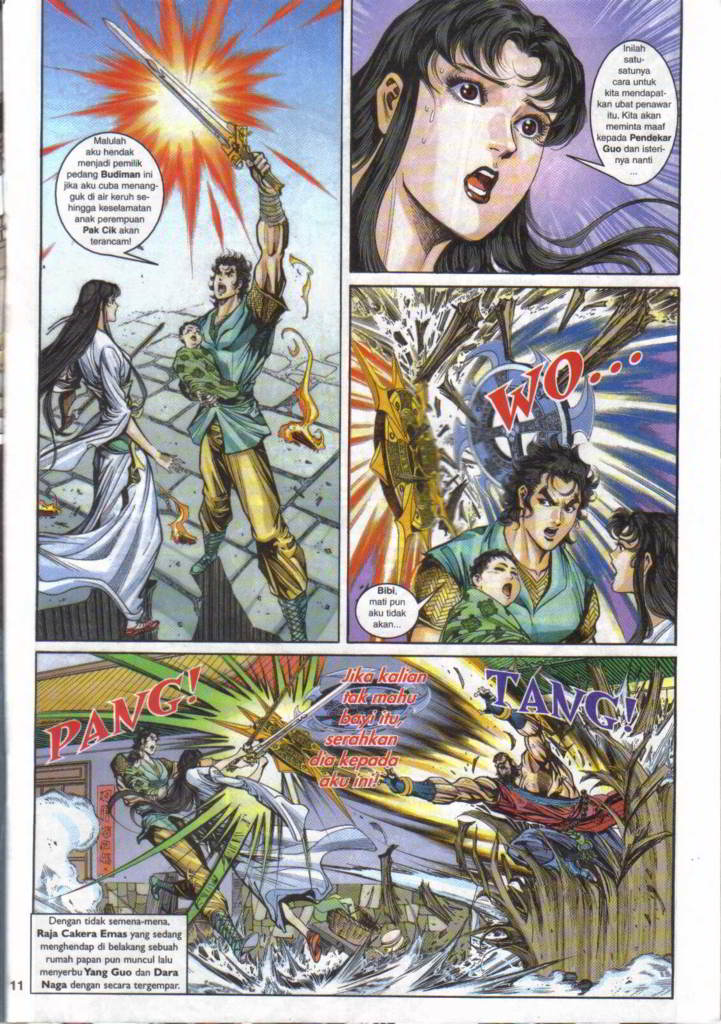 Malulah
aku hendak
menjadi pemilik
pedang Budiman ini
jika aku cuba menang-
guk di air keruh se-
hingga keselamatan
anak perempuan
Pak Cik akan
terancam!
Inilah
satu-
satunya
cara untuk
kita mendapat-
kan ubat penawar
itu. Kita akan
meminta maaf
kepada Pendekar
Guo dan isteri-
nya nanti
...
WO...
Bibi,
mati pun
aku tidak
akan...
PANG!
Jika kalian
tak mahu
bayi itu,
serahkan
dia kepada
aku ini!
TANG!
Dengan tidak semena-mena,
Raja Cakera Emas yang sedang
menghendap di belakang sebuah
rumah papan pun muncul lalu
menyerbu Yang Guo dan Dara
Naga dengan secara tergempar.
11